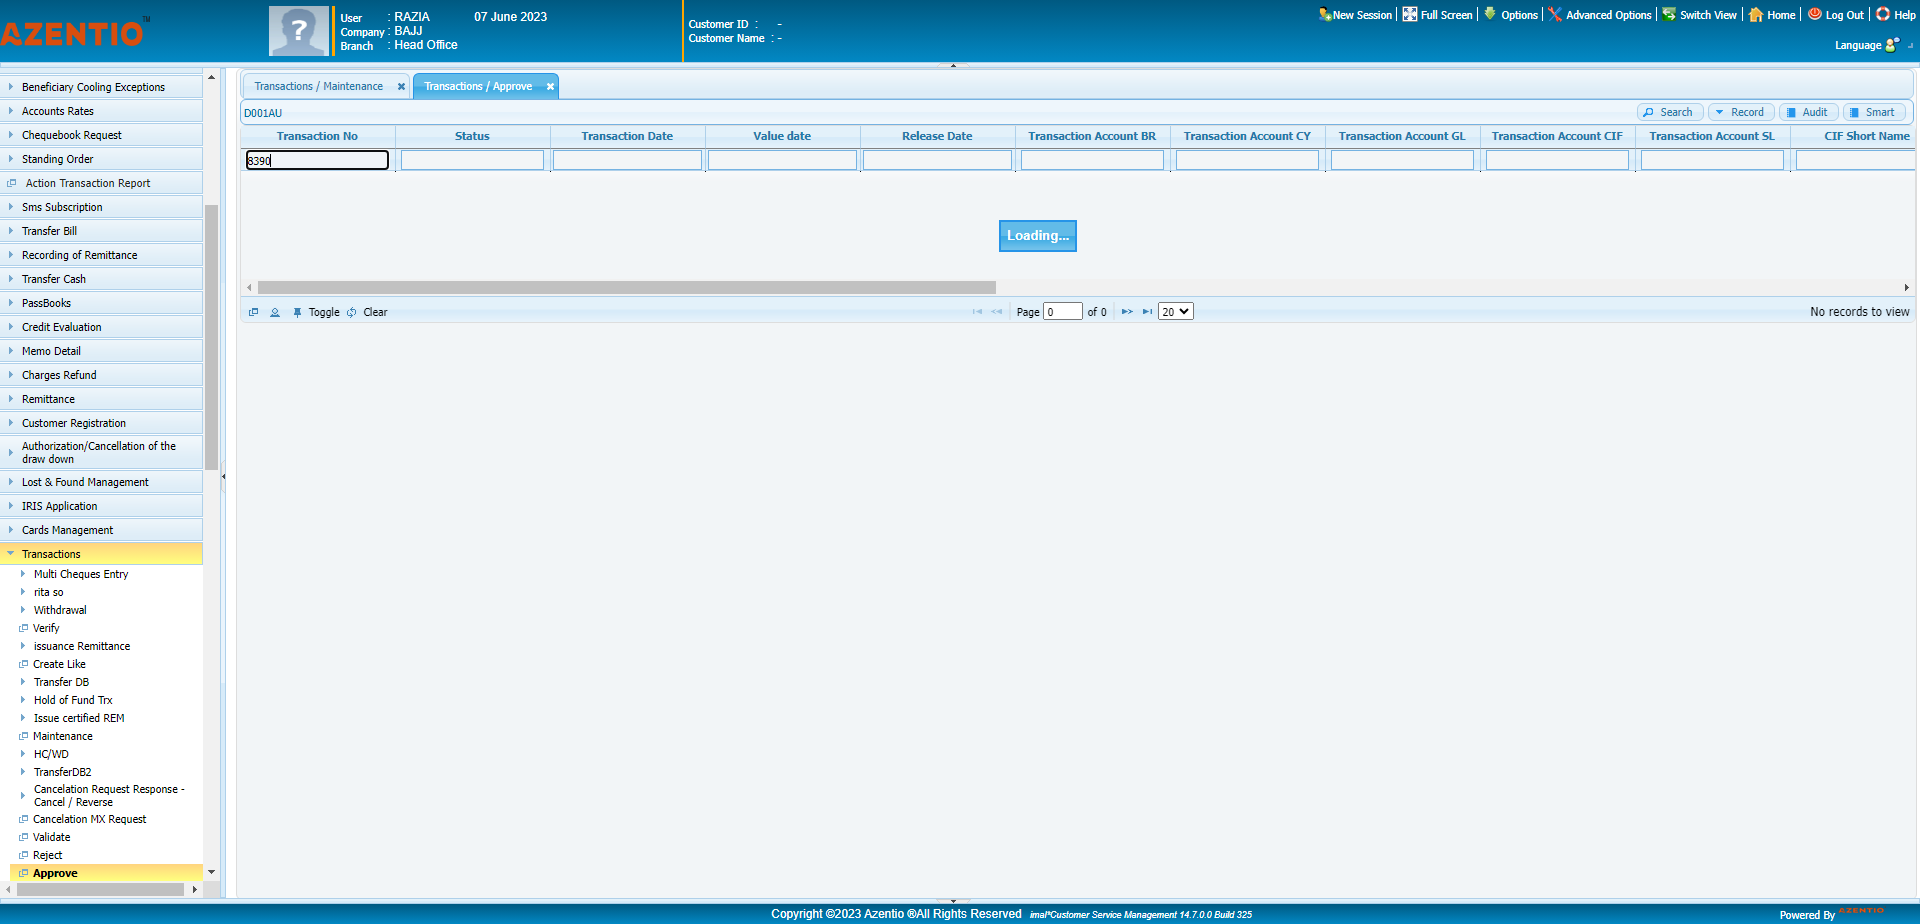 AZENTIO™
User : RAZIA 07 June 2023
Company : BAJJ
Branch : Head Office
Customer ID : -
Customer Name : -
New Session Full Screen Options Advanced Options Switch View Home Log Out Help
Language
Beneficiary Cooling Exceptions
Accounts Rates
Chequebook Request
Standing Order
Action Transaction Report
Sms Subscription
Transfer Bill
Recording of Remittance
Transfer Cash
PassBooks
Credit Evaluation
Memo Detail
Charges Refund
Remittance
Customer Registration
Authorization/Cancellation of the
draw down
Lost & Found Management
IRIS Application
Cards Management
Transactions
Multi Cheques Entry
rita so
Withdrawal
Verify
issuance Remittance
Create Like
Transfer DB
Hold of Fund Trx
Issue certified REM
Maintenance
HC/WD
TransferDB2
Cancelation Request Response -
Cancel / Reverse
Cancelation MX Request
Validate
Reject
Approve
Transactions / Maintenance Transactions / Approve
D001AU Search Record Audit Smart
Transaction No Status Transaction Date Value date Release Date Transaction Account BR Transaction Account CY Transaction Account GL Transaction Account CIF Transaction Account SL CIF Short Name
8390
Loading...
Toggle Clear Page 0 of 0 20 No records to view
Copyright ©2023 Azentio ®All Rights Reserved imal*Customer Service Management 14.7.0.0 Build 325
Powered By AZENTIO